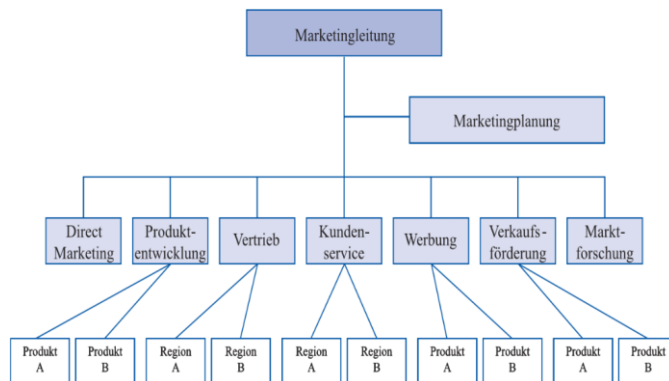 Marketingleitung
Marketingplanung
Direct
Marketing
Produkt-
entwicklung
Vertrieb
Kunden-
service
Werbung
Verkaufs-
förderung
Markt-
forschung
Produkt
A
Produkt
B
Region
A
Region
B
Region
A
Region
B
Produkt
A
Produkt
B
Produkt
A
Produkt
B